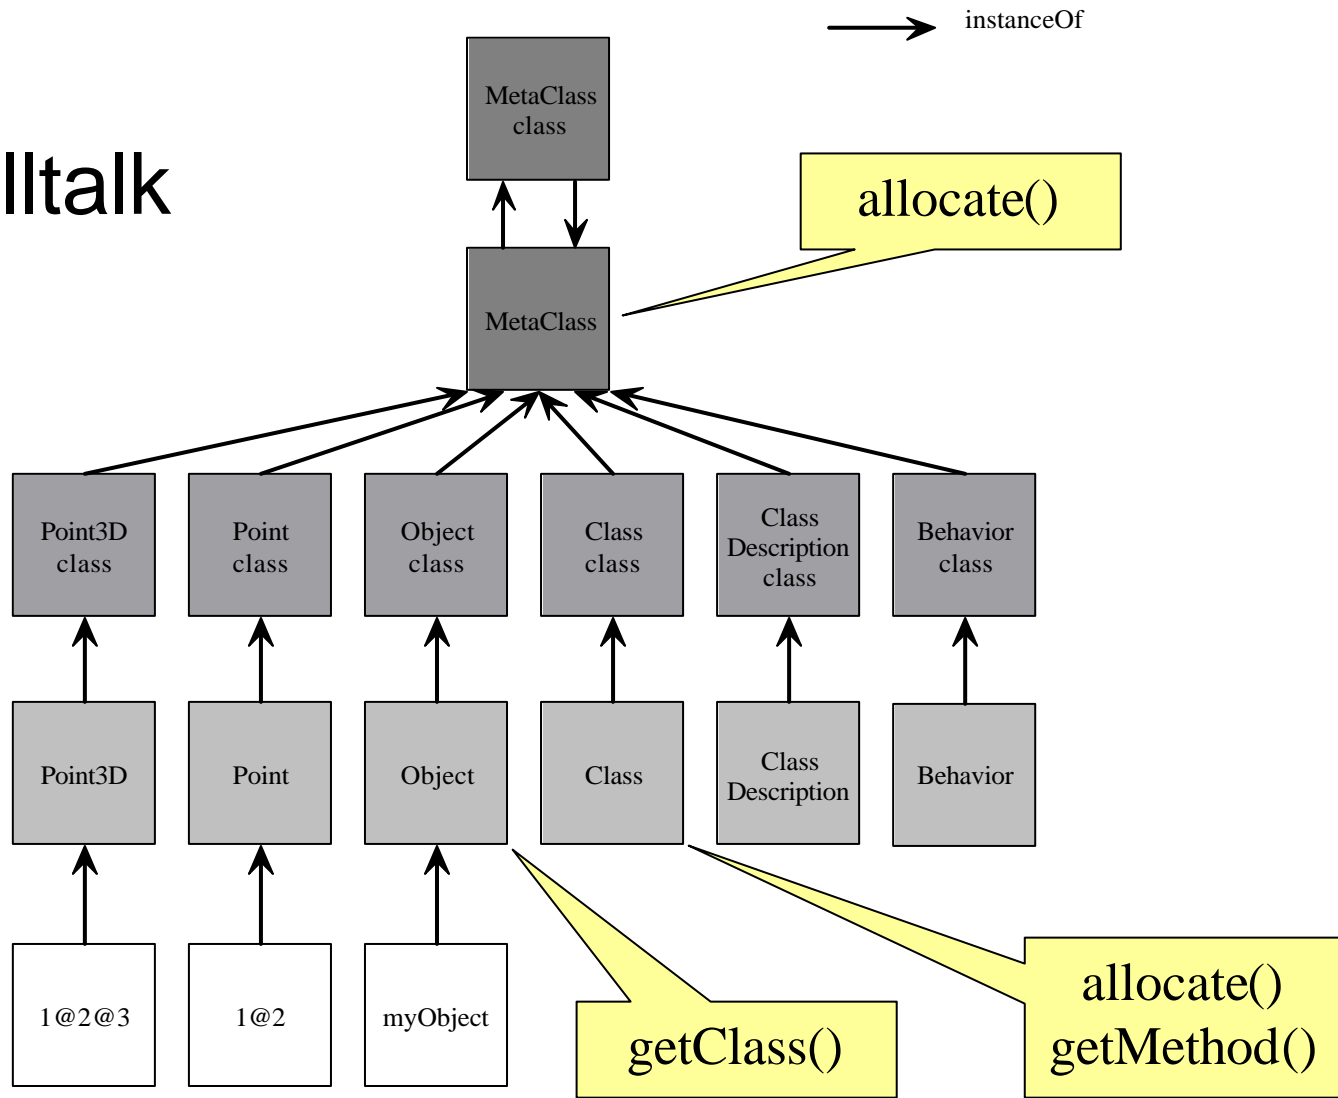 instanceOf
MetaClass
class
lltalk
allocate()
MetaClass
Point3D
class
Point
class
Object
class
Class
class
Class
Description
class
Behavior
class
Point3D
Point
Object
Class
Class
Description
Behavior
1@2@3
1@2
myObject
getClass()
allocate()
getMethod()